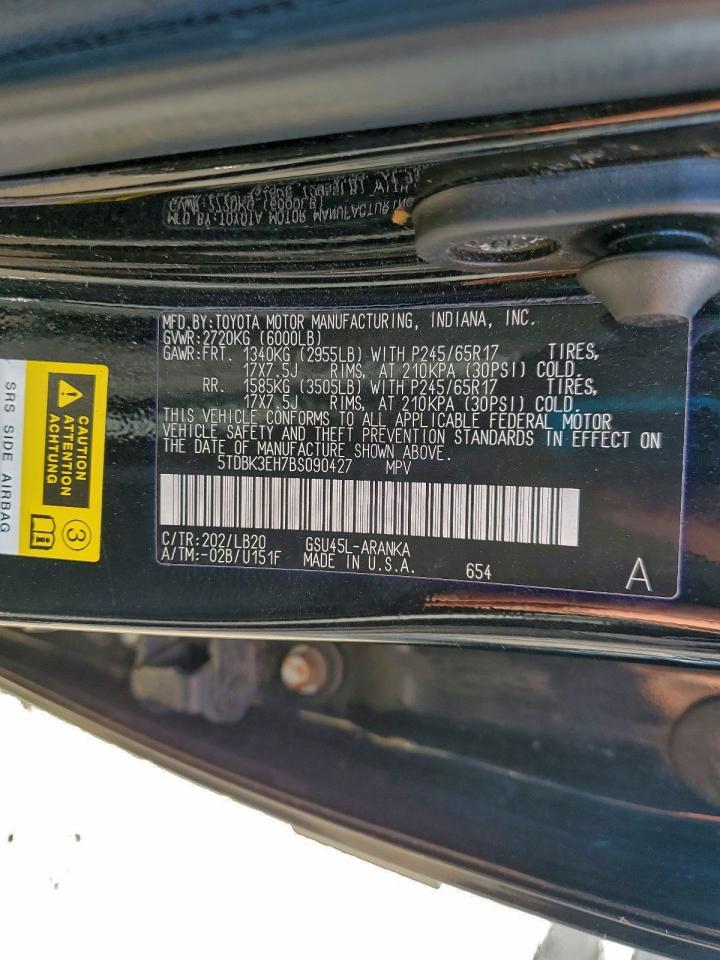 MFD.BY:TOYOTA MOTOR MANUFACTURING, INDIANA, INC.
GVWR:2720KG (6000LB)
GAWR:FRT. 1340KG (2955LB) WITH P245/65R17 TIRES,
17X7.5J RIMS, AT 210KPA (30PSI) COLD.
RR. 1585KG (3505LB) WITH P245/65R17 TIRES,
17X7.5J RIMS, AT 210KPA (30PSI) COLD.
THIS VEHICLE CONFORMS TO ALL APPLICABLE FEDERAL MOTOR
VEHICLE SAFETY AND THEFT PREVENTION STANDARDS IN EFFECT ON
THE DATE OF MANUFACTURE SHOWN ABOVE.
5TDBK3EH7BS090427 MPV
C/TR:202/LB20 GSU45L-ARANKA
A/TM:-02B/U151F MADE IN U.S.A. 654 A
CAUTION
ATTENTION
ACHTUNG
3
SRS SIDE AIRBAG